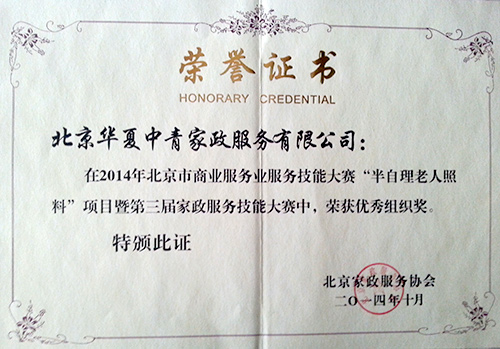 荣誉证书
HONORARY CREDENTIAL
北京华夏中青家政服务有限公司：
在2014年北京市商业服务业服务技能大赛“半自理老人照
料”项目暨第三届家政服务技能大赛中，荣获优秀组织奖。
特颁此证
北京家政服务协会
二〇一四年十月